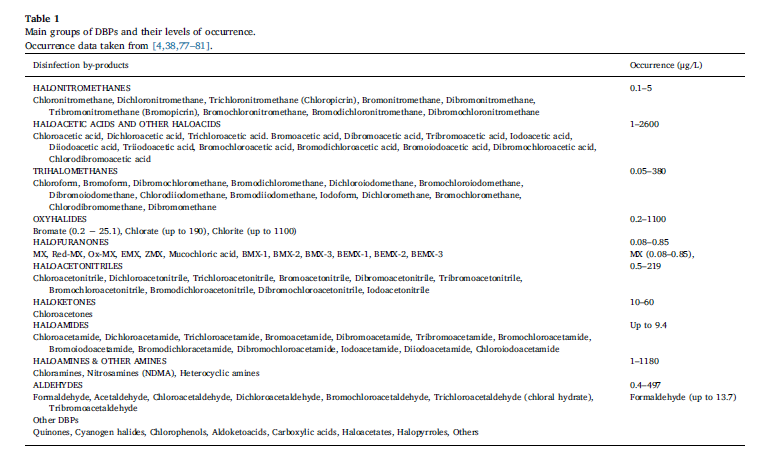 Table 1
Main groups of DBPs and their levels of occurrence.
Occurrence data taken from [4,38,77–81].
Disinfection by-products Occurrence (μg/L)
HALONITROMETHANES 0.1–5
Chloronitromethane, Dichloronitromethane, Trichloronitromethane (Chloropicrin), Bromonitromethane, Dibromonitromethane,
Tribromonitromethane (Bromopicrin), Bromochloronitromethane, Bromodichloronitromethane, Dibromochloronitromethane
HALOACETIC ACIDS AND OTHER HALOACIDS 1–2600
Chloroacetic acid, Dichloroacetic acid, Trichloroacetic acid. Bromoacetic acid, Dibromoacetic acid, Tribromoacetic acid, Iodoacetic acid,
Diiodoacetic acid, Triiodoacetic acid, Bromochloroacetic acid, Bromodichloroacetic acid, Bromoiodoacetic acid, Dibromochloroacetic acid,
Chlorodibromoacetic acid
TRIHALOMETHANES 0.05–380
Chloroform, Bromoform, Dibromochloromethane, Bromodichloromethane, Dichloroiodomethane, Bromochloroiodomethane,
Dibromoiodomethane, Chlorodiiodomethane, Bromodiiodomethane, Iodoform, Dichloromethane, Bromochloromethane,
Chlorodibromomethane, Dibromomethane
OXYHALIDES 0.2–1100
Bromate (0.2 − 25.1), Chlorate (up to 190), Chlorite (up to 1100)
HALOFURANONES 0.08–0.85
MX, Red-MX, Ox-MX, EMX, ZMX, Mucochloric acid, BMX-1, BMX-2, BMX-3, BEMX-1, BEMX-2, BEMX-3 MX (0.08–0.85),
HALOACETONITRILES 0.5–219
Chloroacetonitrile, Dichloroacetonitrile, Trichloroacetonitrile, Bromoacetonitrile, Dibromoacetonitrile, Tribromoacetonitrile,
Bromochloroacetonitrile, Bromodichloroacetonitrile, Dibromochloroacetonitrile, Iodoacetonitrile
HALOKETONES 10–60
Chloroacetones
HALOAMIDES Up to 9.4
Chloroacetamide, Dichloroacetamide, Trichloroacetamide, Bromoacetamide, Dibromoacetamide, Tribromoacetamide, Bromochloroacetamide,
Bromoiodoacetamide, Bromodichloracetamide, Dibromochloroacetamide, Iodoacetamide, Diiodoacetamide, Chloroiodoacetamide
HALOAMINES & OTHER AMINES 1–1180
Chloramines, Nitrosamines (NDMA), Heterocyclic amines
ALDEHYDES 0.4–497
Formaldehyde, Acetaldehyde, Chloroacetaldehyde, Dichloroacetaldehyde, Bromochloroacetaldehyde, Trichloroacetaldehyde (chloral hydrate), Formaldehyde (up to 13.7)
Tribromoacetaldehyde
Other DBPs
Quinones, Cyanogen halides, Chlorophenols, Aldoketoacids, Carboxylic acids, Haloacetates, Halopyrroles, Others